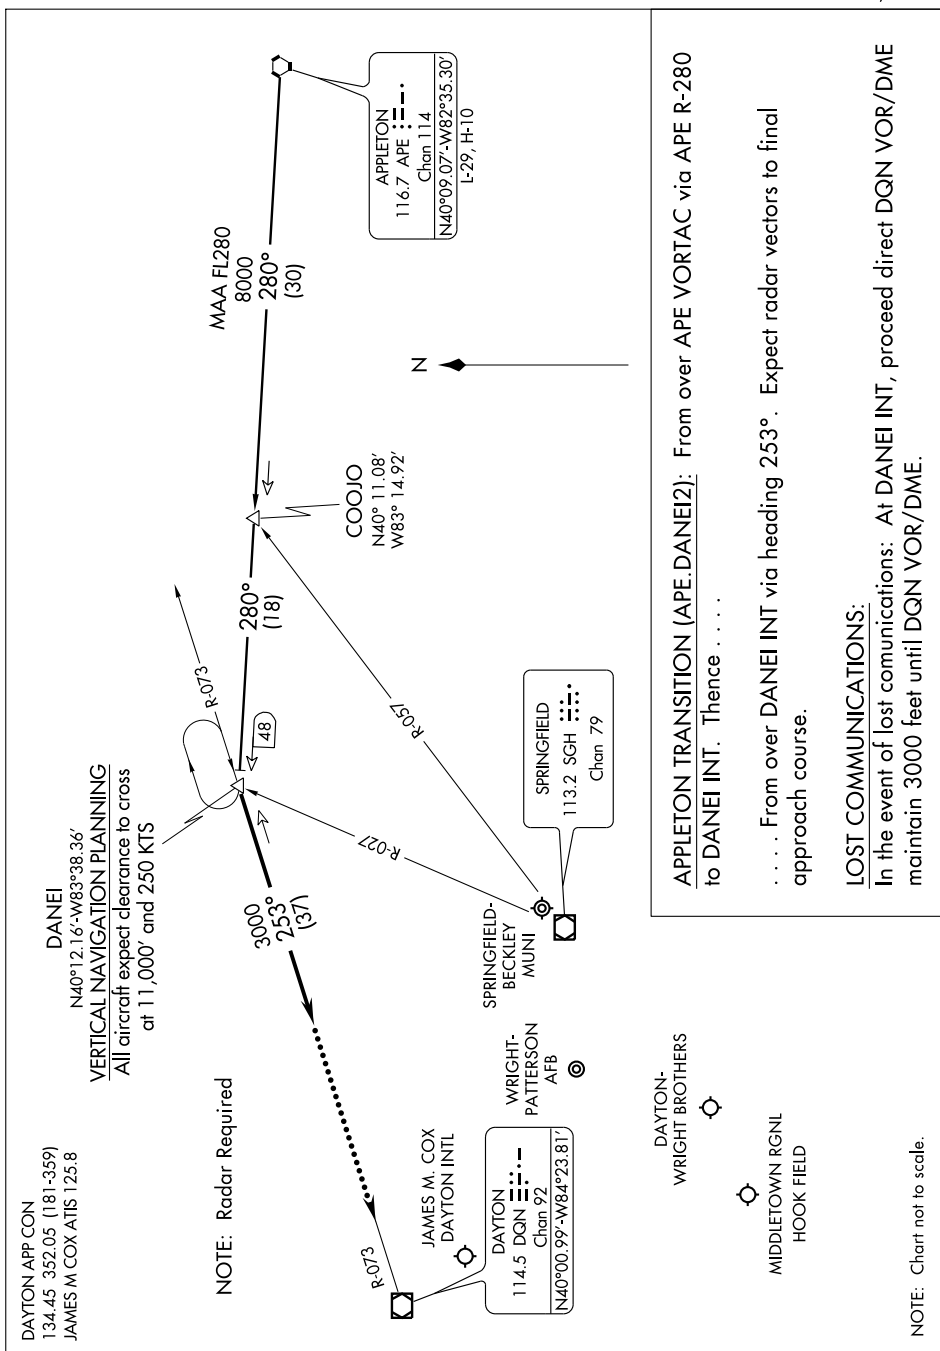 DAYTON APP CON
134.45 352.05 (181-359)
JAMES M COX ATIS 125.8
DANEI
N40°12.16'-W83°38.36'
VERTICAL NAVIGATION PLANNING
All aircraft expect clearance to cross
at 11,000' and 250 KTS
NOTE: Radar Required
R-073
48
MAA FL280
8000
280°
(30)
280°
(18)
3000
253°
(37)
R-073
COOJO
N40° 11.08'
W83° 14.92'
N
APPLETON
116.7 APE
Chan 114
N40°09.07'-W82°35.30'
L-29, H-10
R-057
R-027
JAMES M. COX
DAYTON INTL
DAYTON
114.5 DQN
Chan 92
N40°00.99'-W84°23.81'
WRIGHT-
PATTERSON
AFB
SPRINGFIELD-
BECKLEY
MUNI
SPRINGFIELD
113.2 SGH
Chan 79
DAYTON-
WRIGHT BROTHERS
MIDDLETOWN RGNL
HOOK FIELD
NOTE: Chart not to scale.
APPLETON TRANSITION (APE.DANEI2): From over APE VORTAC via APE R-280
to DANEI INT. Thence . . . .
. . . . From over DANEI INT via heading 253°. Expect radar vectors to final
approach course.
LOST COMMUNICATIONS:
In the event of lost comunications: At DANEI INT, proceed direct DQN VOR/DME
maintain 3000 feet until DQN VOR/DME.